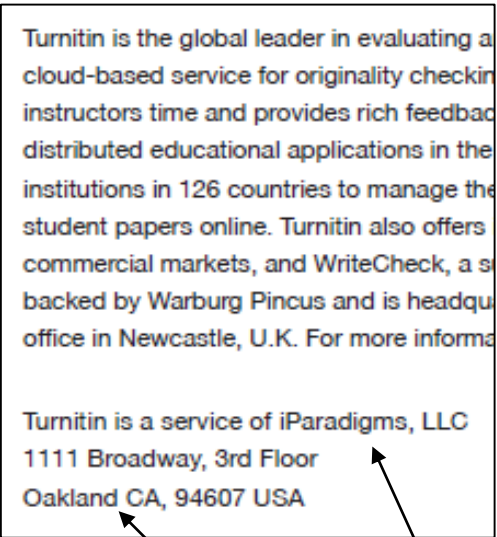 Turnitin is the global leader in evaluating a
cloud-based service for originality checkin
instructors time and provides rich feedbac
distributed educational applications in the
institutions in 126 countries to manage the
student papers online. Turnitin also offers
commercial markets, and WriteCheck, a su
backed by Warburg Pincus and is headqua
office in Newcastle, U.K. For more informa
Turnitin is a service of iParadigms, LLC
1111 Broadway, 3rd Floor
Oakland CA, 94607 USA